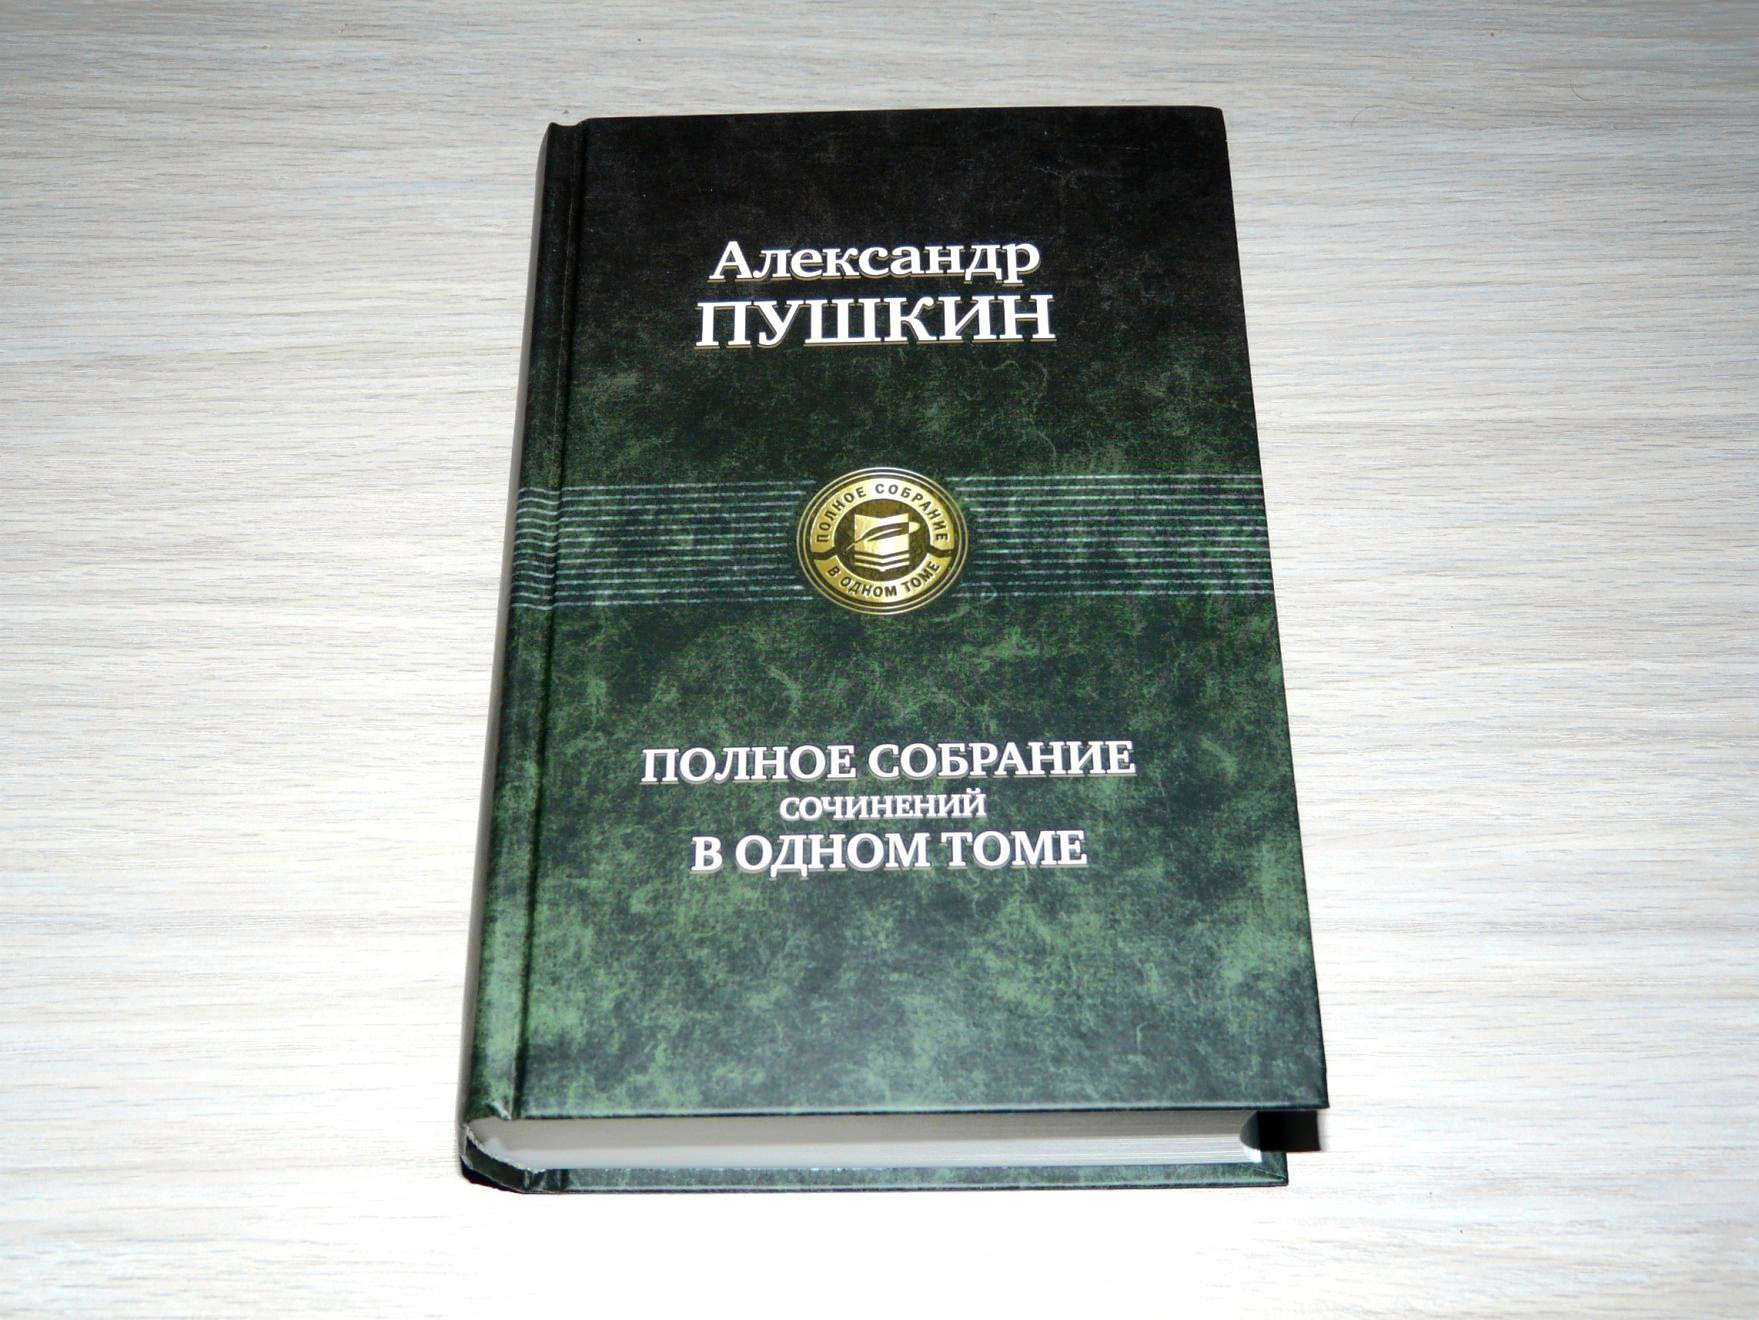 Александр
ПУШКИН
ПОЛНОЕ СОБРАНИЕ
В ОДНОМ ТОМЕ
ПОЛНОЕ СОБРАНИЕ
СОЧИНЕНИЙ
В ОДНОМ ТОМЕ